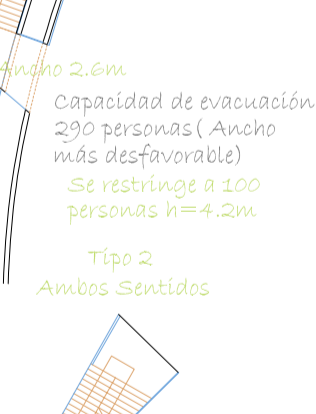 Ancho 2.6m
Capacidad de evacuación
290 personas( Ancho
más desfavorable)
Se restringe a 100
personas h=4.2m
Tipo 2
Ambos Sentidos